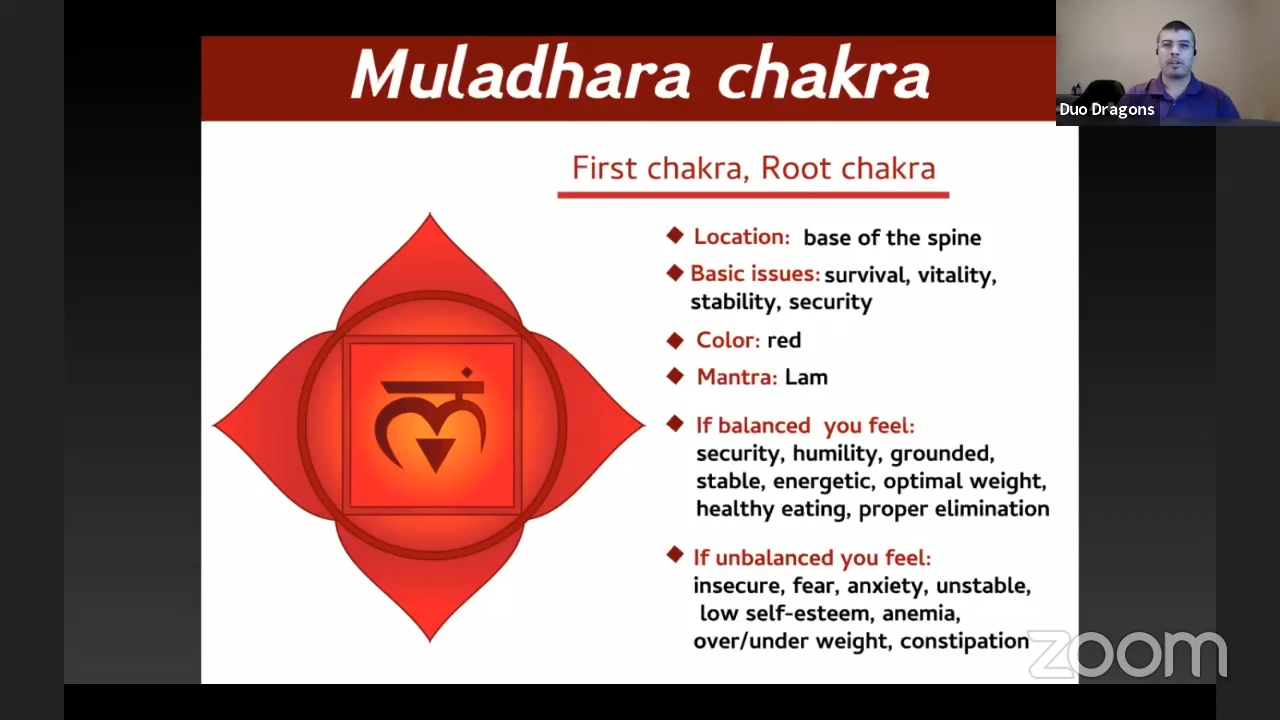 Muladhara chakra
Duo Dragons
First chakra, Root chakra
Location: base of the spine
Basic issues: survival, vitality,
stability, security
Color: red
Mantra: Lam
लं
If balanced you feel:
security, humility, grounded,
stable, energetic, optimal weight,
healthy eating, proper elimination
If unbalanced you feel:
insecure, fear, anxiety, unstable,
low self-esteem, anemia,
over/under weight, constipation
zoom